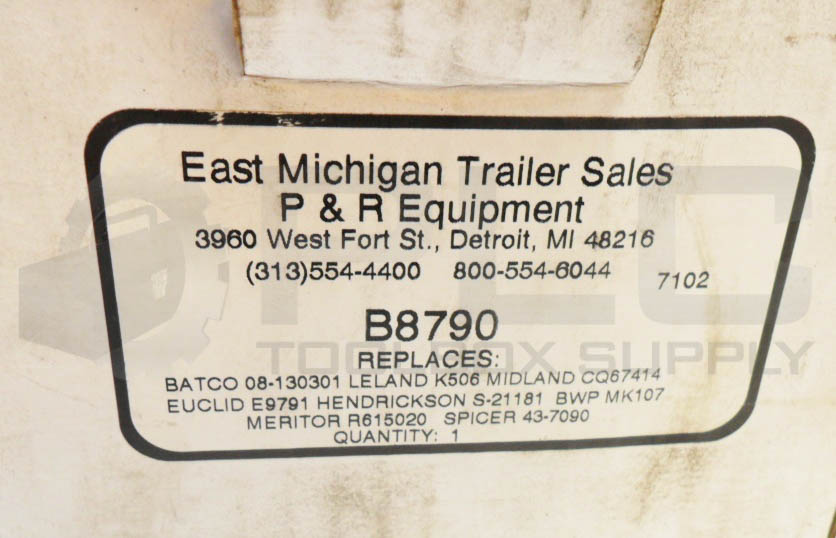 East Michigan Trailer Sales
P & R Equipment
3960 West Fort St., Detroit, MI 48216
(313)554-4400 800-554-6044 7102
B8790
REPLACES:
BATCO 08-130301 LELAND K506 MIDLAND CQ67414
EUCLID E9791 HENDRICKSON S-21181 BWP MK107
MERITOR R615020 SPICER 43-7090
QUANTITY: 1
PLC
TOOLBOX SUPPLY